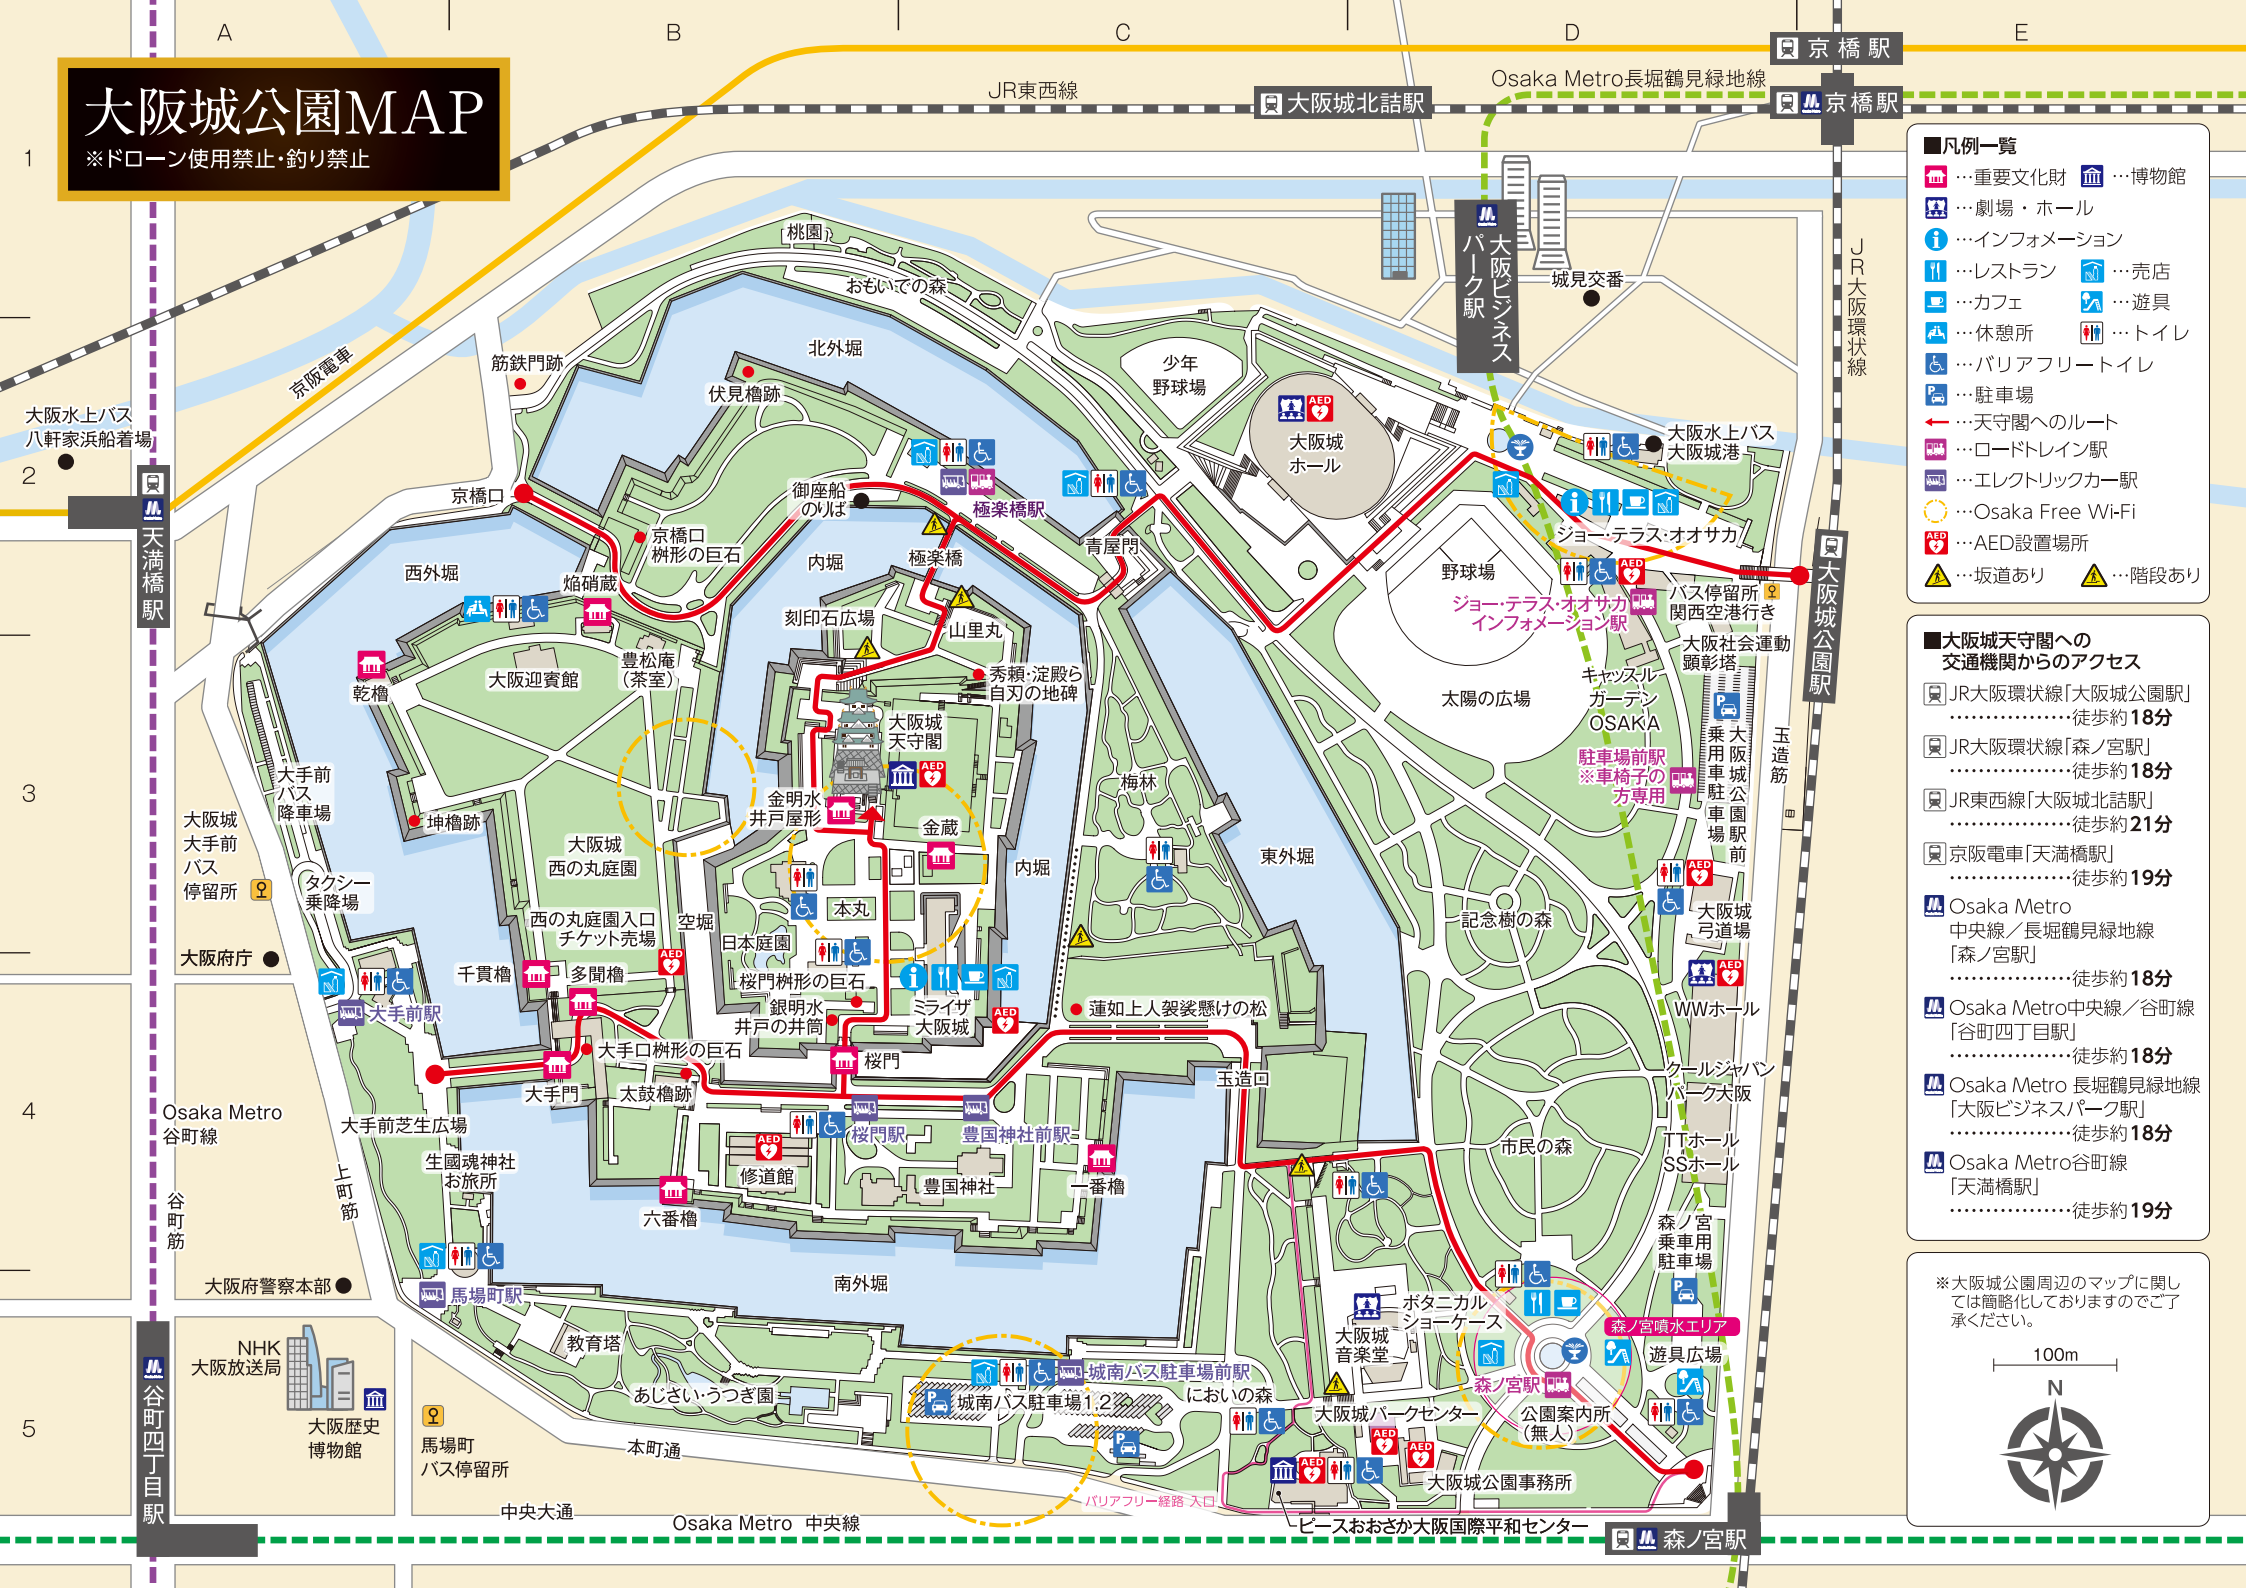 A
B
C
D
E
1
2
3
4
5
大阪城公園MAP
※ドローン使用禁止・釣り禁止
JR東西線
大阪城北詰駅
Osaka Metro長堀鶴見緑地線
京橋駅
京橋駅
JR大阪環状線
大阪ビジネス
パーク駅
城見交番
桃園
おもいでの森
北外堀
筋鉄門跡
伏見櫓跡
京阪電車
大阪水上バス
八軒家浜船着場
天満橋駅
京橋口
京橋口
枡形の巨石
御座船
のりば
極楽橋駅
極楽橋
内堀
青屋門
少年
野球場
大阪城
ホール
大阪水上バス
大阪城港
ジョー・テラス・オオサカ
野球場
ジョー・テラス・オオサカ
インフォメーション駅
バス停留所
関西空港行き
大阪城公園駅
大阪社会運動
顕彰塔
キャッスル
ガーデン
OSAKA
太陽の広場
駐車場前駅
※車椅子の
方専用
大阪城公園駅前
乗用車駐車場
玉造筋
西外堀
焔硝蔵
刻印石広場
山里丸
豊松庵
(茶室)
大阪迎賓館
乾櫓
秀頼・淀殿ら
自刃の地碑
大阪城
天守閣
梅林
大手前
バス
降車場
坤櫓跡
金明水
井戸屋形
金蔵
大阪城
大手前
バス
停留所
大阪城
西の丸庭園
内堀
東外堀
タクシー
乗降場
西の丸庭園入口
チケット売場
空堀
本丸
日本庭園
記念樹の森
大阪城
弓道場
大阪府庁
千貫櫓
多聞櫓
桜門枡形の巨石
銀明水
井戸の井筒
ミライザ
大阪城
蓮如上人袈裟懸けの松
WWホール
大手前駅
大手口枡形の巨石
桜門
玉造口
クールジャパン
パーク大阪
大手門
太鼓櫓跡
Osaka Metro
谷町線
大手前芝生広場
桜門駅
豊国神社前駅
市民の森
TTホール
SSホール
生國魂神社
お旅所
修道館
豊国神社
一番櫓
上町筋
谷町筋
六番櫓
森ノ宮
乗車用
駐車場
大阪府警察本部
馬場町駅
南外堀
ボタニカル
ショーケース
森ノ宮噴水エリア
NHK
大阪放送局
教育塔
大阪城
音楽堂
遊具広場
城南バス駐車場前駅
あじさい・うつぎ園
城南バス駐車場1,2
においの森
森ノ宮駅
大阪城パークセンター
公園案内所
(無人)
大阪歴史
博物館
谷町四丁目駅
馬場町
バス停留所
本町通
大阪城公園事務所
バリアフリー経路 入口
中央大通
Osaka Metro 中央線
ピースおおさか大阪国際平和センター
森ノ宮駅
■凡例一覧
…重要文化財
…博物館
…劇場・ホール
…インフォメーション
…レストラン
…売店
…カフェ
…遊具
…休憩所
…トイレ
…バリアフリートイレ
…駐車場
…天守閣へのルート
…ロードトレイン駅
…エレクトリックカー駅
…Osaka Free Wi-Fi
AED …AED設置場所
…坂道あり
…階段あり
■大阪城天守閣への
交通機関からのアクセス
JR大阪環状線「大阪城公園駅」
………………徒歩約18分
JR大阪環状線「森ノ宮駅」
………………徒歩約18分
JR東西線「大阪城北詰駅」
………………徒歩約21分
京阪電車「天満橋駅」
………………徒歩約19分
Osaka Metro
中央線／長堀鶴見緑地線
「森ノ宮駅」
………………徒歩約18分
Osaka Metro中央線／谷町線
「谷町四丁目駅」
………………徒歩約18分
Osaka Metro 長堀鶴見緑地線
「大阪ビジネスパーク駅」
………………徒歩約18分
Osaka Metro谷町線
「天満橋駅」
………………徒歩約19分
※大阪城公園周辺のマップに関し
ては簡略化しておりますのでご了
承ください。
100m
N